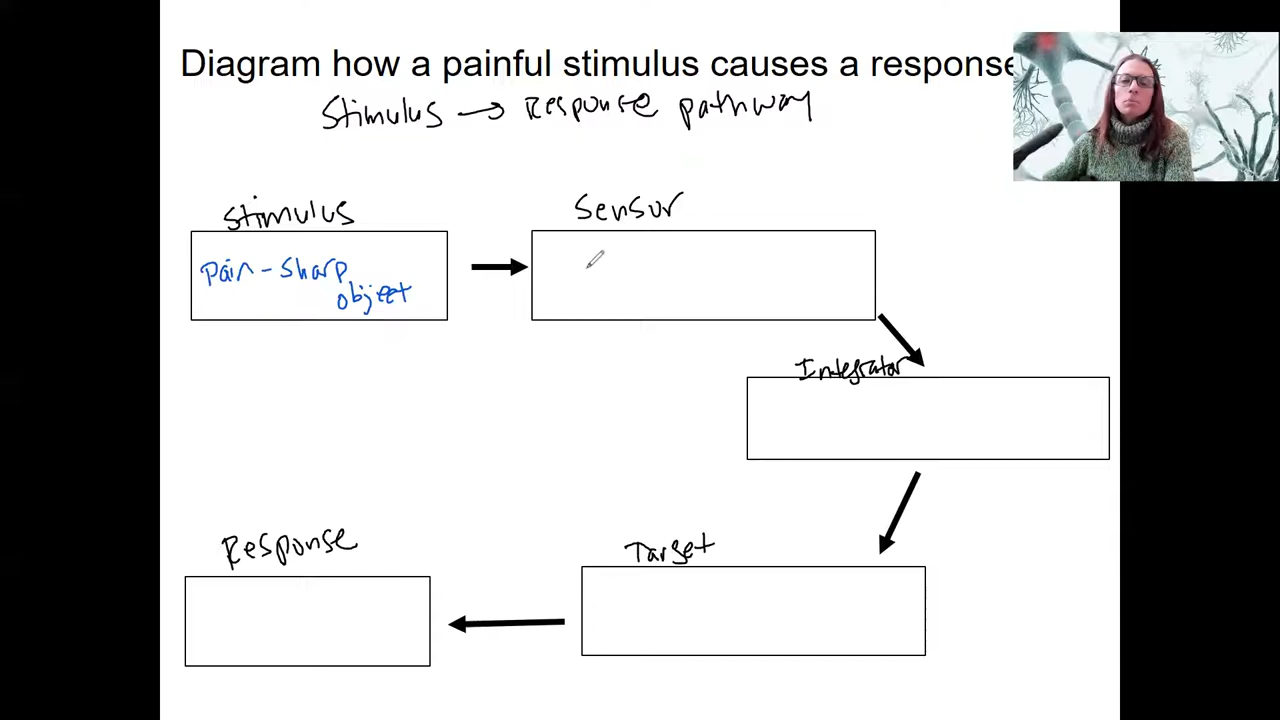 Diagram how a painful stimulus causes a response
Stimulus → Response pathway
Stimulus
Sensor
pain - sharp
object
Integrator
Response
Target